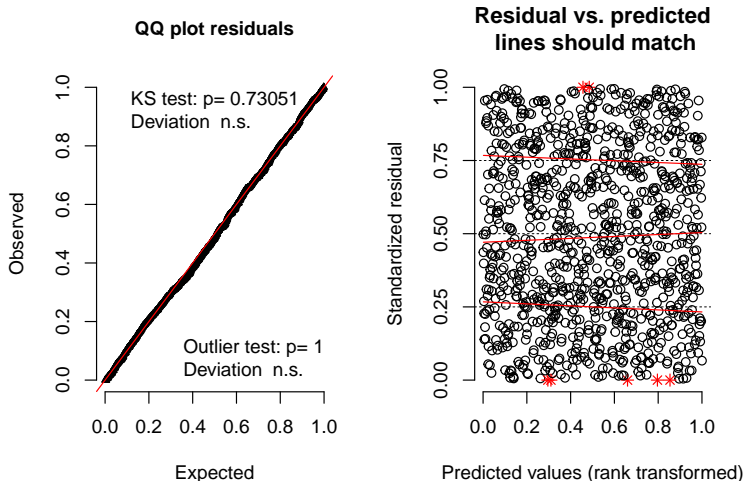 QQ plot residuals
KS test: p= 0.73051
Deviation  n.s.
Outlier test: p= 1
Deviation  n.s.
Observed
0.0 0.2 0.4 0.6 0.8 1.0
0.0 0.2 0.4 0.6 0.8 1.0
Expected
Residual vs. predicted
lines should match
Standardized residual
0.00 0.25 0.50 0.75 1.00
0.0 0.2 0.4 0.6 0.8 1.0
Predicted values (rank transformed)